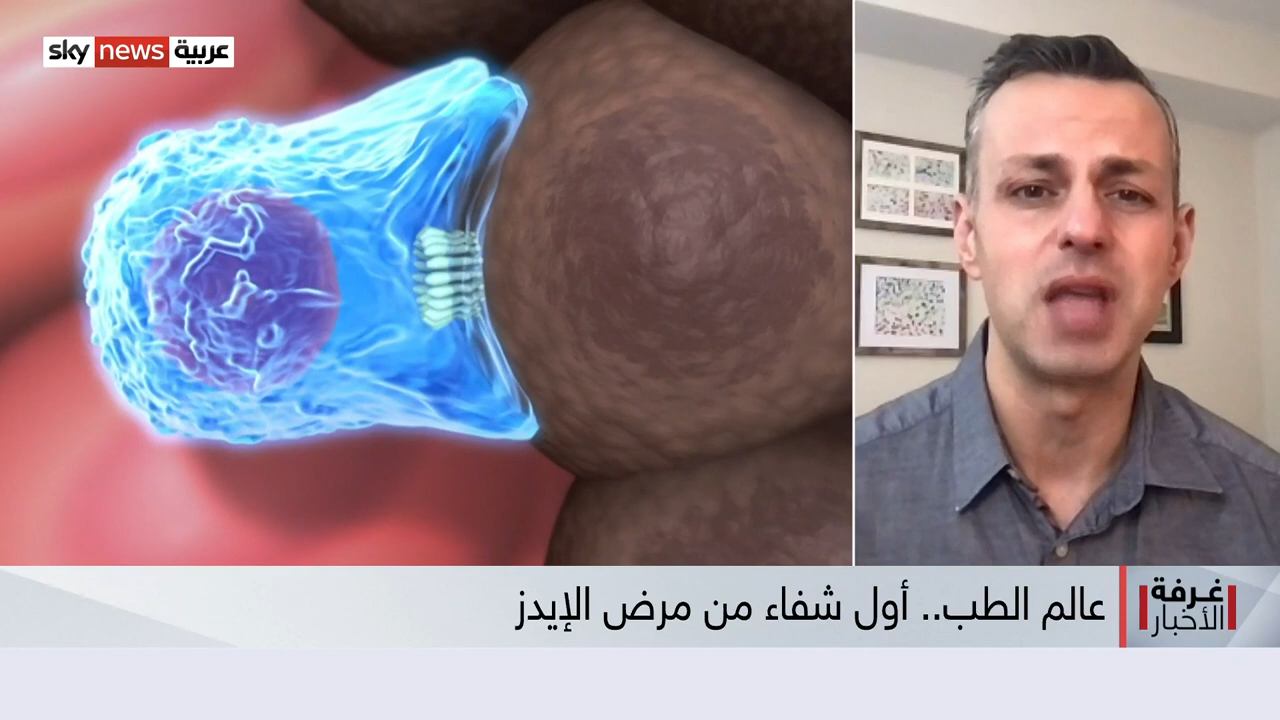 sky news عربية
عالم الطب.. أول شفاء من مرض الإيدز
غرفة
الأخبار